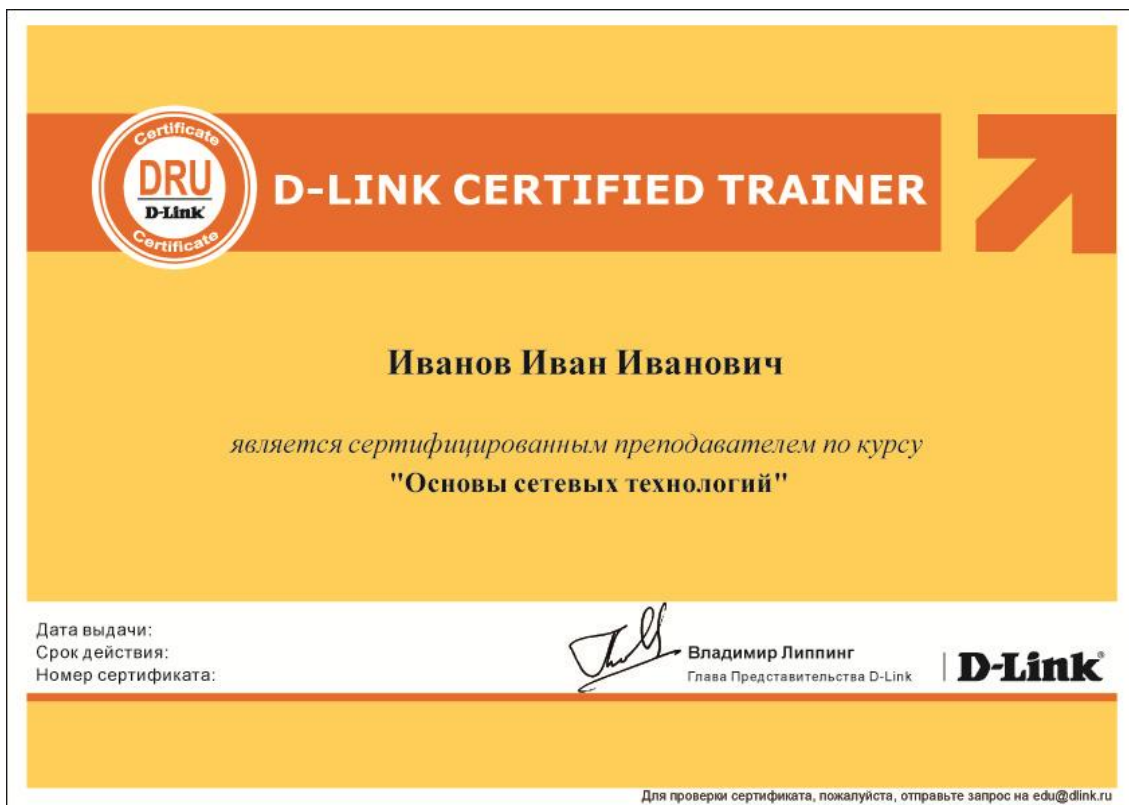 Certificate
DRU
D-Link
Certificate
D-LINK CERTIFIED TRAINER
Иванов Иван Иванович
является сертифицированным преподавателем по курсу
"Основы сетевых технологий"
Дата выдачи:
Срок действия:
Номер сертификата:
Владимир Липпинг
Глава Представительства D-Link
D-Link®
Для проверки сертификата, пожалуйста, отправьте запрос на edu@dlink.ru